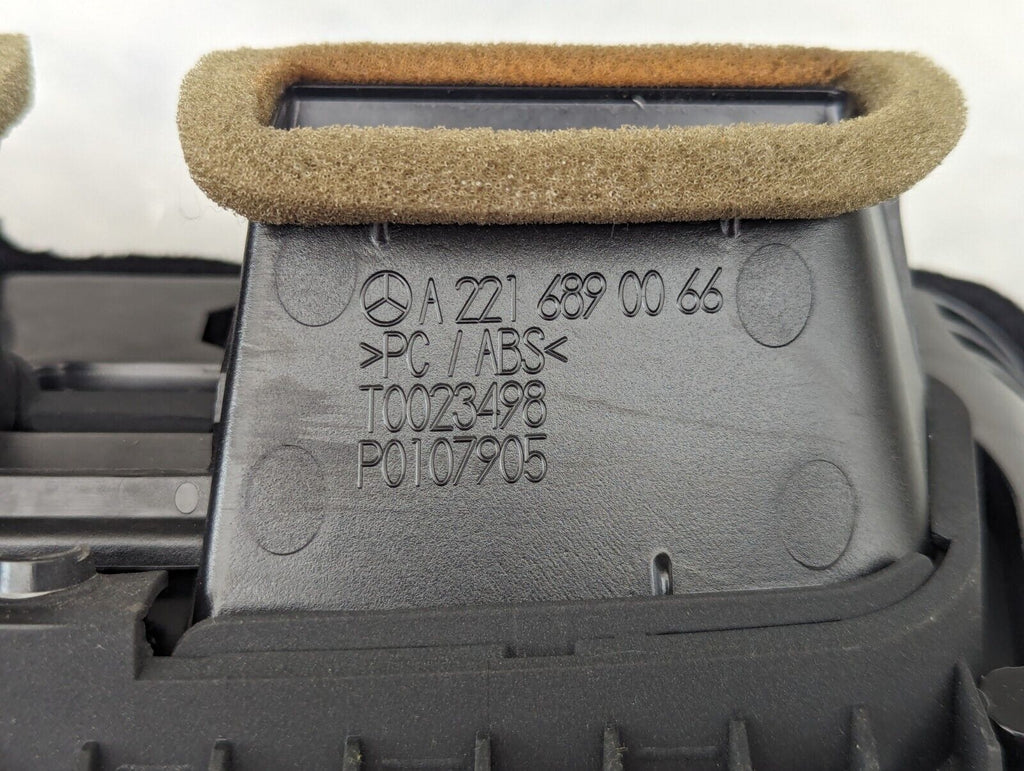 A 221 689 00 66
>PC / ABS<
T0023498
P0107905